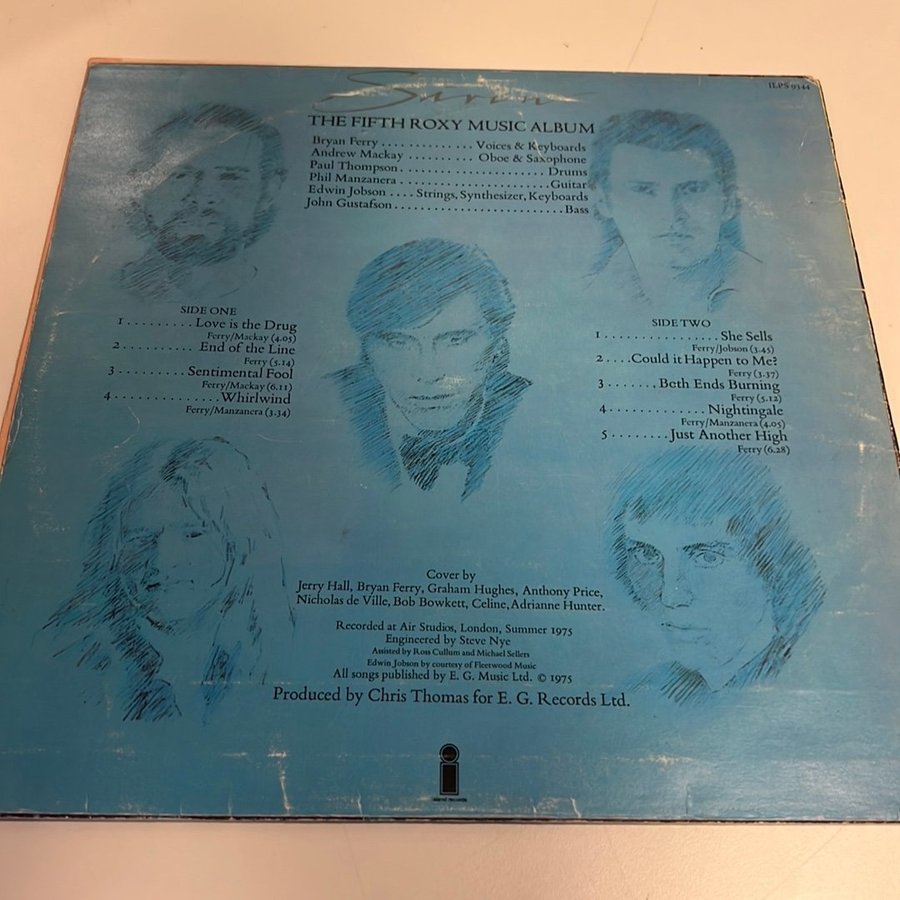 Siren
ILPS 9344
THE FIFTH ROXY MUSIC ALBUM
Bryan Ferry . . . . . . . . . . . . Voices & Keyboards
Andrew Mackay . . . . . . . . . . Oboe & Saxophone
Paul Thompson . . . . . . . . . . . . . . . . . . . . . . Drums
Phil Manzanera . . . . . . . . . . . . . . . . . . . . . . Guitar
Edwin Jobson . . . . Strings, Synthesizer, Keyboards
John Gustafson . . . . . . . . . . . . . . . . . . . . . . . . Bass
SIDE ONE
1 . . . . . . . . . Love is the Drug
Ferry/Mackay (4.05)
2 . . . . . . . . . . End of the Line
Ferry (5.14)
3 . . . . . . . . Sentimental Fool
Ferry/Mackay (6.11)
4 . . . . . . . . . . . . . Whirlwind
Ferry/Manzanera (3.34)
SIDE TWO
1 . . . . . . . . . . . . . . . She Sells
Ferry/Jobson (3.45)
2 . . . . Could it Happen to Me?
Ferry (3.37)
3 . . . . . . . Beth Ends Burning
Ferry (5.12)
4 . . . . . . . . . . . . Nightingale
Ferry/Manzanera (4.05)
5 . . . . . . . . Just Another High
Ferry (6.28)
Cover by
Jerry Hall, Bryan Ferry, Graham Hughes, Anthony Price,
Nicholas de Ville, Bob Bowkett, Celine, Adrianne Hunter.
Recorded at Air Studios, London, Summer 1975
Engineered by Steve Nye
Assisted by Ross Cullum and Michael Sellers
Edwin Jobson by courtesy of Fleetwood Music
All songs published by E. G. Music Ltd. © 1975
Produced by Chris Thomas for E. G. Records Ltd.
island records